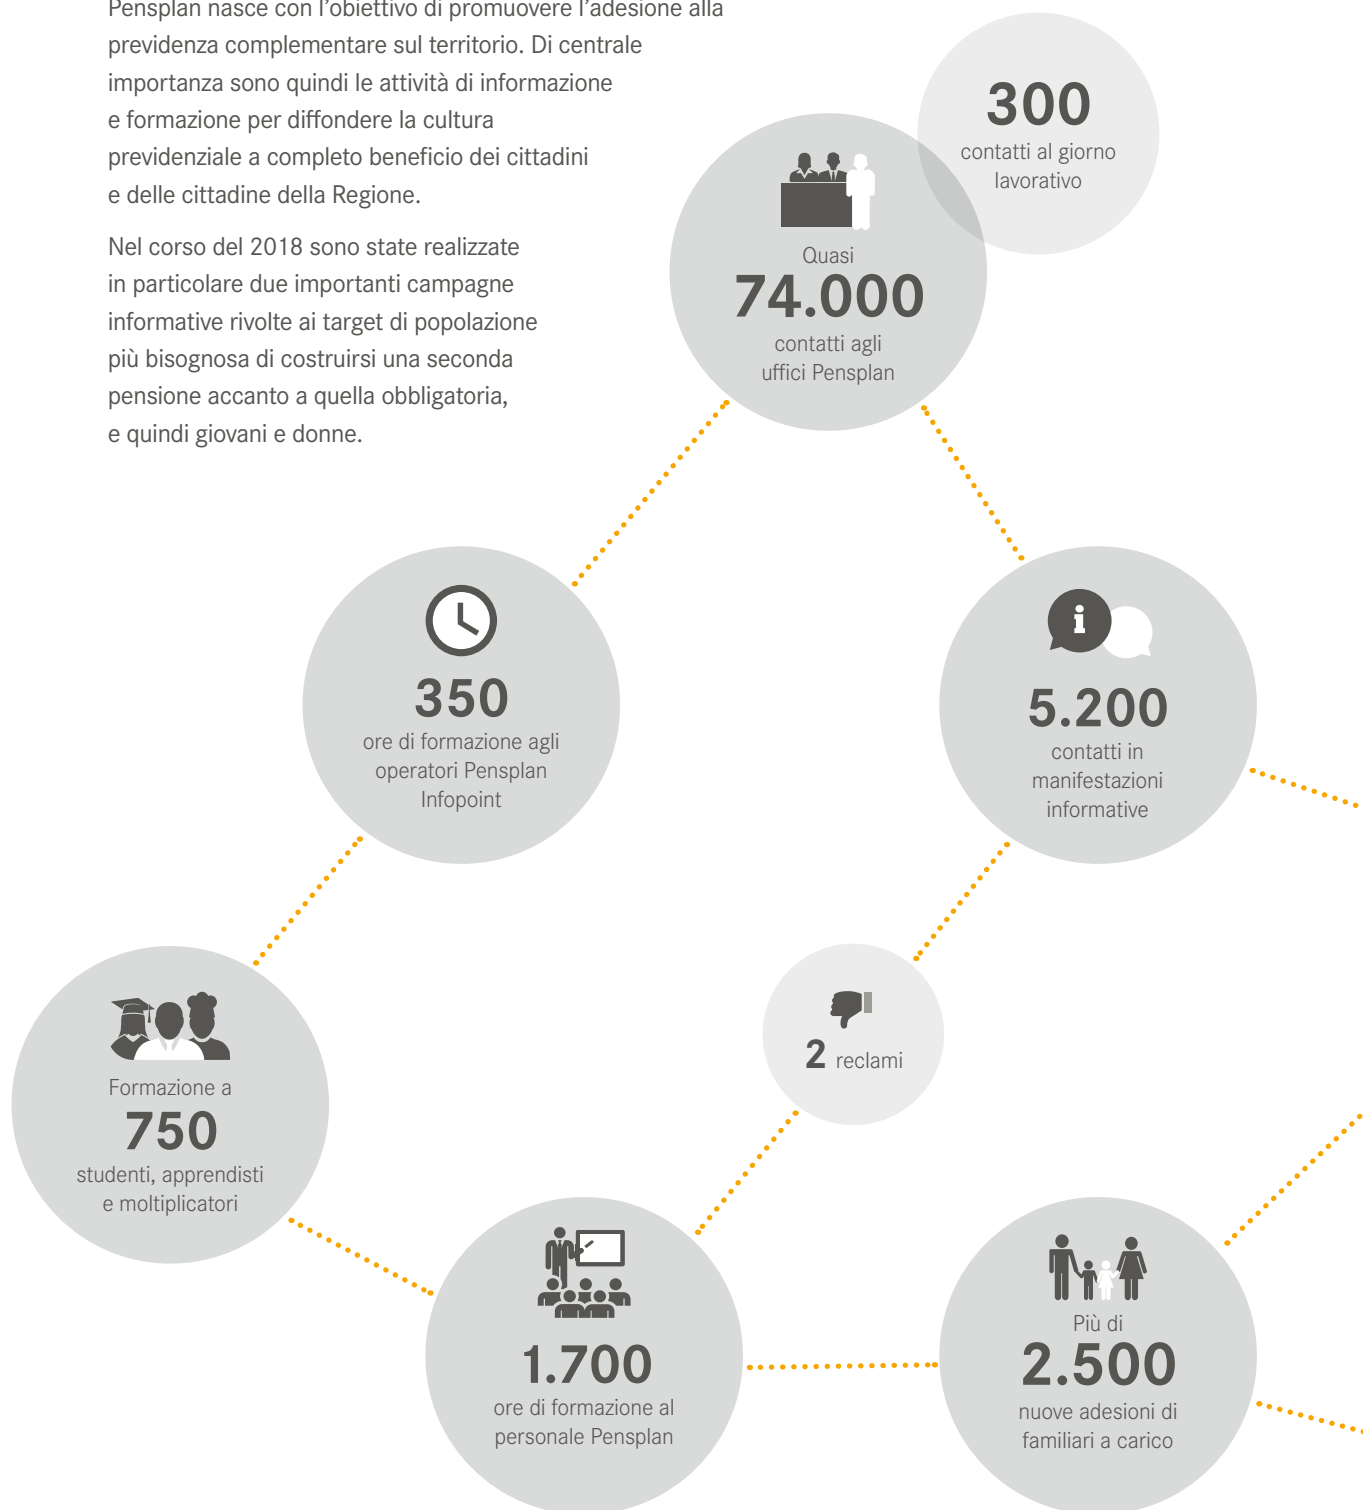 Pensplan nasce con l'obiettivo di promuovere l'adesione alla
previdenza complementare sul territorio. Di centrale
importanza sono quindi le attività di informazione
e formazione per diffondere la cultura
previdenziale a completo beneficio dei cittadini
e delle cittadine della Regione.
Nel corso del 2018 sono state realizzate
in particolare due importanti campagne
informative rivolte ai target di popolazione
più bisognosa di costruirsi una seconda
pensione accanto a quella obbligatoria,
e quindi giovani e donne.
300
contatti al giorno
lavorativo
Quasi
74.000
contatti agli
uffici Pensplan
350
ore di formazione agli
operatori Pensplan
Infopoint
i
5.200
contatti in
manifestazioni
informative
2 reclami
Formazione a
750
studenti, apprendisti
e moltiplicatori
1.700
ore di formazione al
personale Pensplan
Più di
2.500
nuove adesioni di
familiari a carico